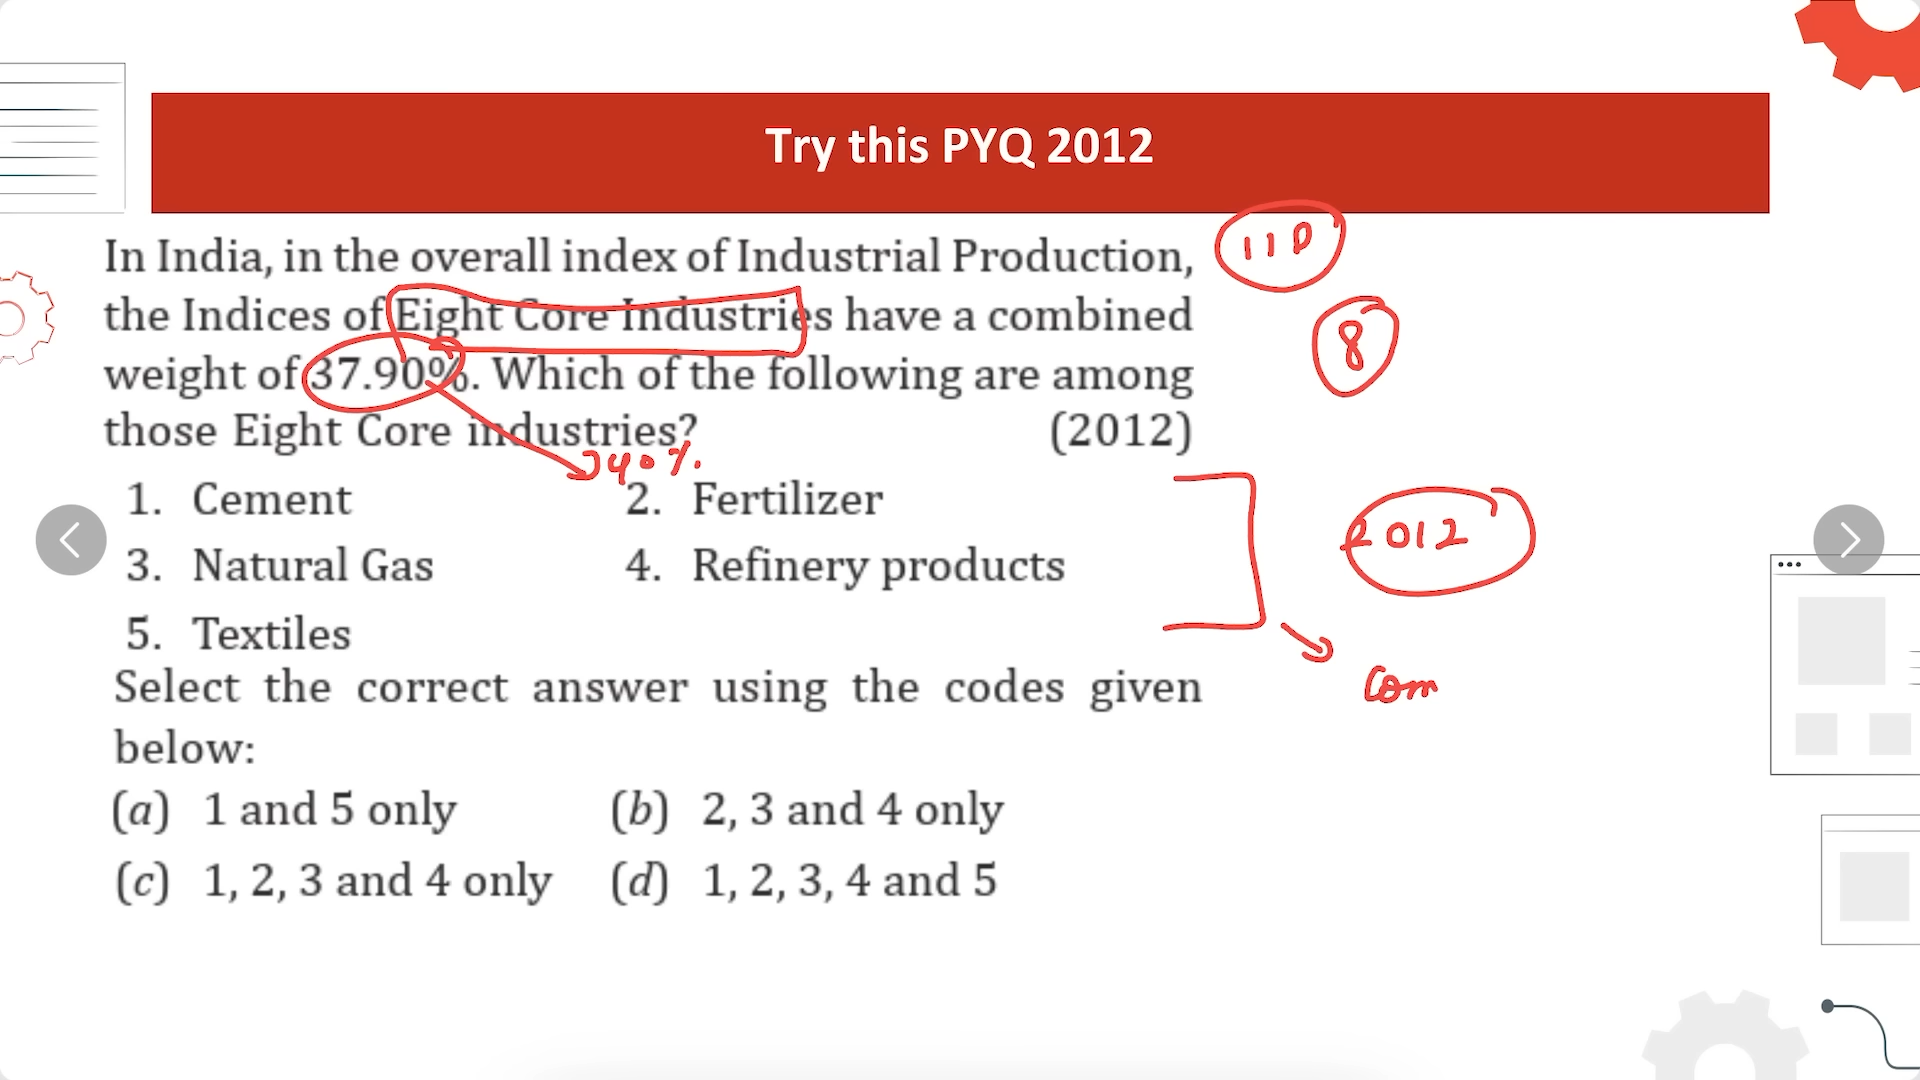 Try this PYQ 2012
In India, in the overall index of Industrial Production,
IIP
the Indices of Eight Core Industries have a combined
8
weight of 37.90%. Which of the following are among
those Eight Core industries? (2012)
40%.
1. Cement 2. Fertilizer
2012
3. Natural Gas 4. Refinery products
5. Textiles
Com
Select the correct answer using the codes given
below:
(a) 1 and 5 only (b) 2, 3 and 4 only
(c) 1, 2, 3 and 4 only (d) 1, 2, 3, 4 and 5